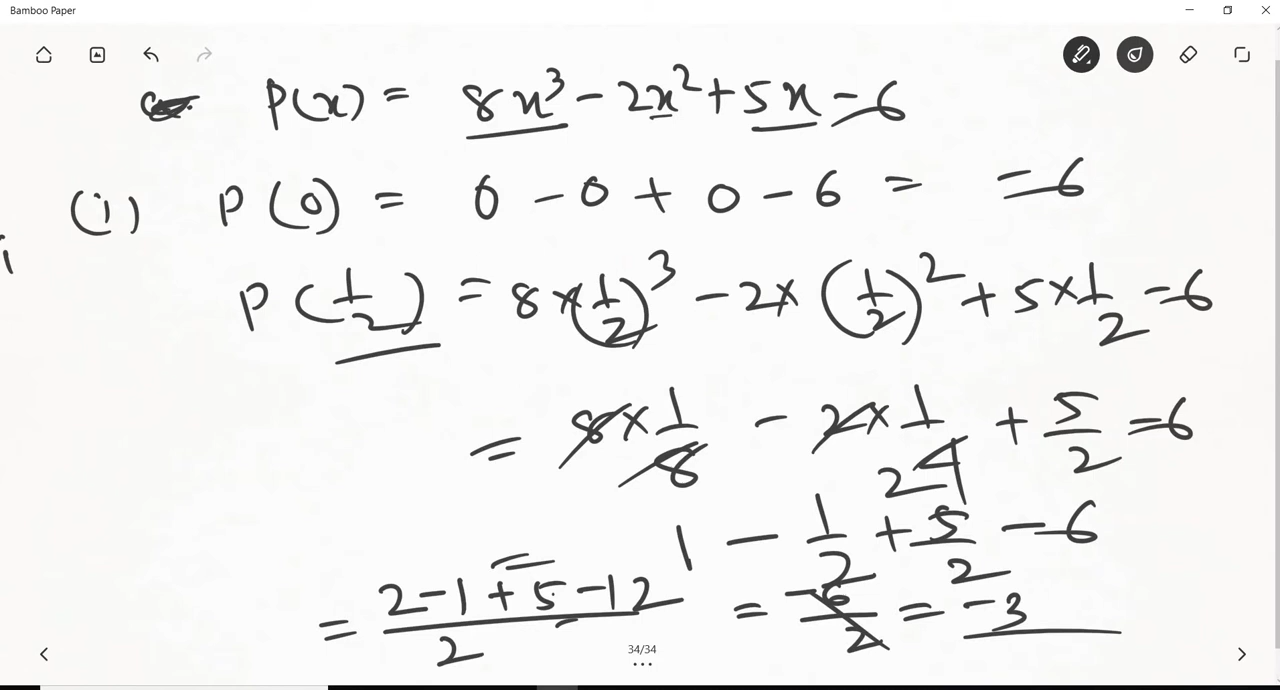 Bamboo Paper
P(x) = 8x³ - 2x² + 5x - 6
(i) P(0) = 0 - 0 + 0 - 6 = -6
P(1/2) = 8×(1/2)³ - 2×(1/2)² + 5×1/2 - 6
= 8×1/8 - 2×1/4 2 + 5/2 - 6
= 1 - 1/2 + 5/2 - 6
= (2-1+5-12)/2 = -6/2 = -3
34/34